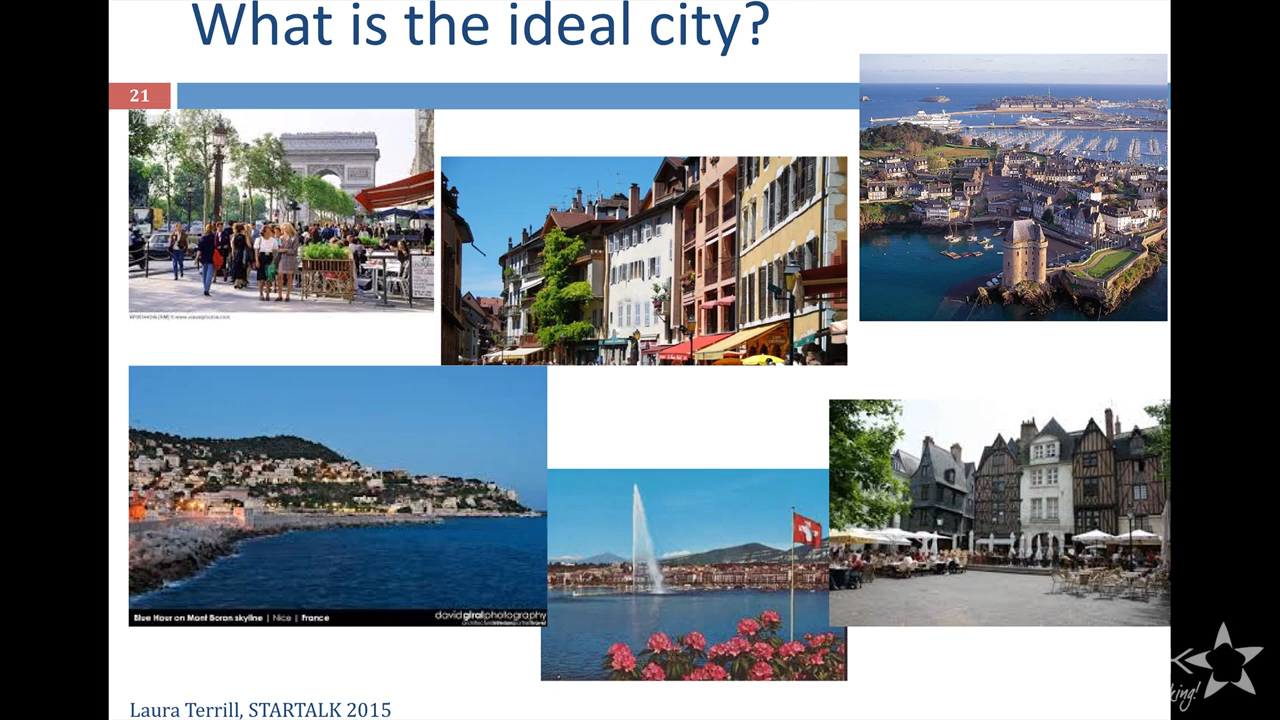 What is the ideal city?
21
Blue Hour on Mont Boron skyline | Nice | France
davidgiralphotography
Laura Terrill, STARTALK 2015
king!